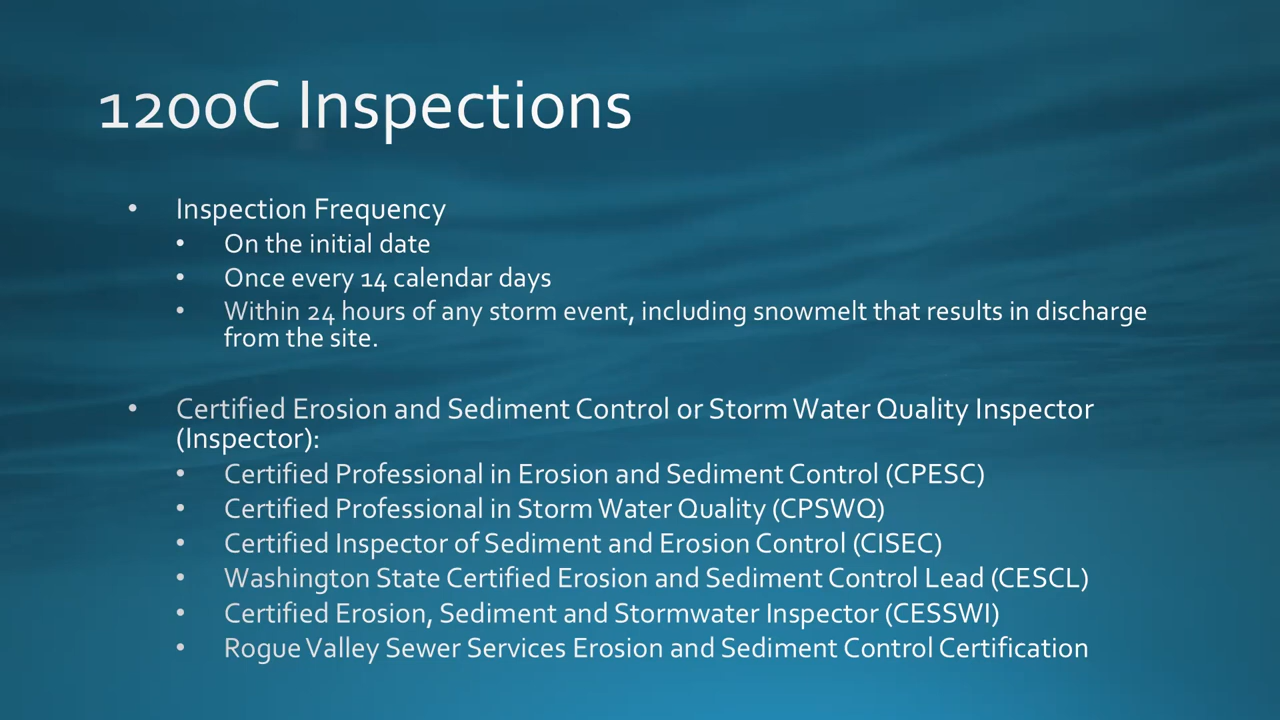 1200C Inspections
• Inspection Frequency
• On the initial date
• Once every 14 calendar days
• Within 24 hours of any storm event, including snowmelt that results in discharge
from the site.
• Certified Erosion and Sediment Control or Storm Water Quality Inspector
(Inspector):
• Certified Professional in Erosion and Sediment Control (CPESC)
• Certified Professional in Storm Water Quality (CPSWQ)
• Certified Inspector of Sediment and Erosion Control (CISEC)
• Washington State Certified Erosion and Sediment Control Lead (CESCL)
• Certified Erosion, Sediment and Stormwater Inspector (CESSWI)
• Rogue Valley Sewer Services Erosion and Sediment Control Certification